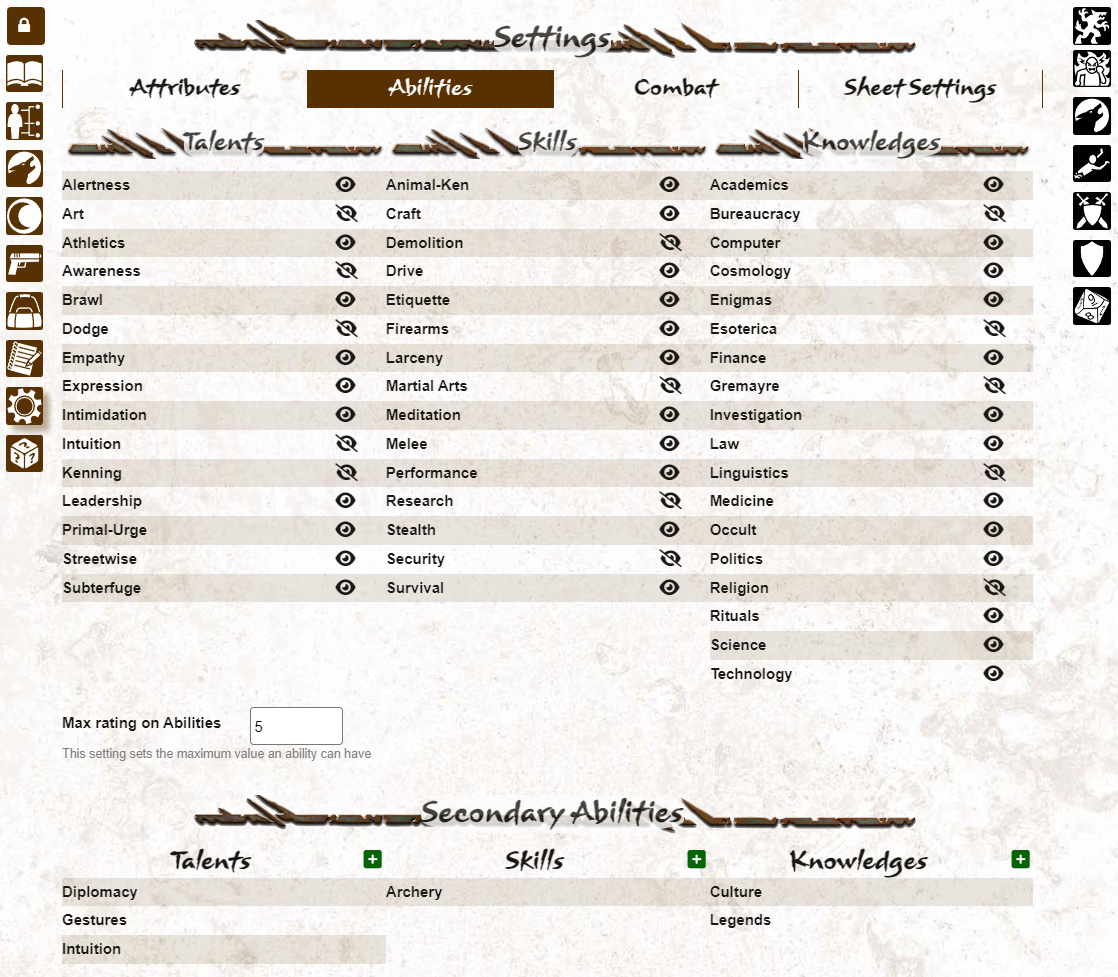 Settings
Attributes Abilities Combat Sheet Settings
Talents Skills Knowledges
Alertness Animal-Ken Academics
Art Craft Bureaucracy
Athletics Demolition Computer
Awareness Drive Cosmology
Brawl Etiquette Enigmas
Dodge Firearms Esoterica
Empathy Larceny Finance
Expression Martial Arts Gremayre
Intimidation Meditation Investigation
Intuition Melee Law
Kenning Performance Linguistics
Leadership Research Medicine
Primal-Urge Stealth Occult
Streetwise Security Politics
Subterfuge Survival Religion
Rituals
Science
Technology
Max rating on Abilities 5
This setting sets the maximum value an ability can have
Secondary Abilities
Talents Skills Knowledges
Diplomacy Archery Culture
Gestures Legends
Intuition